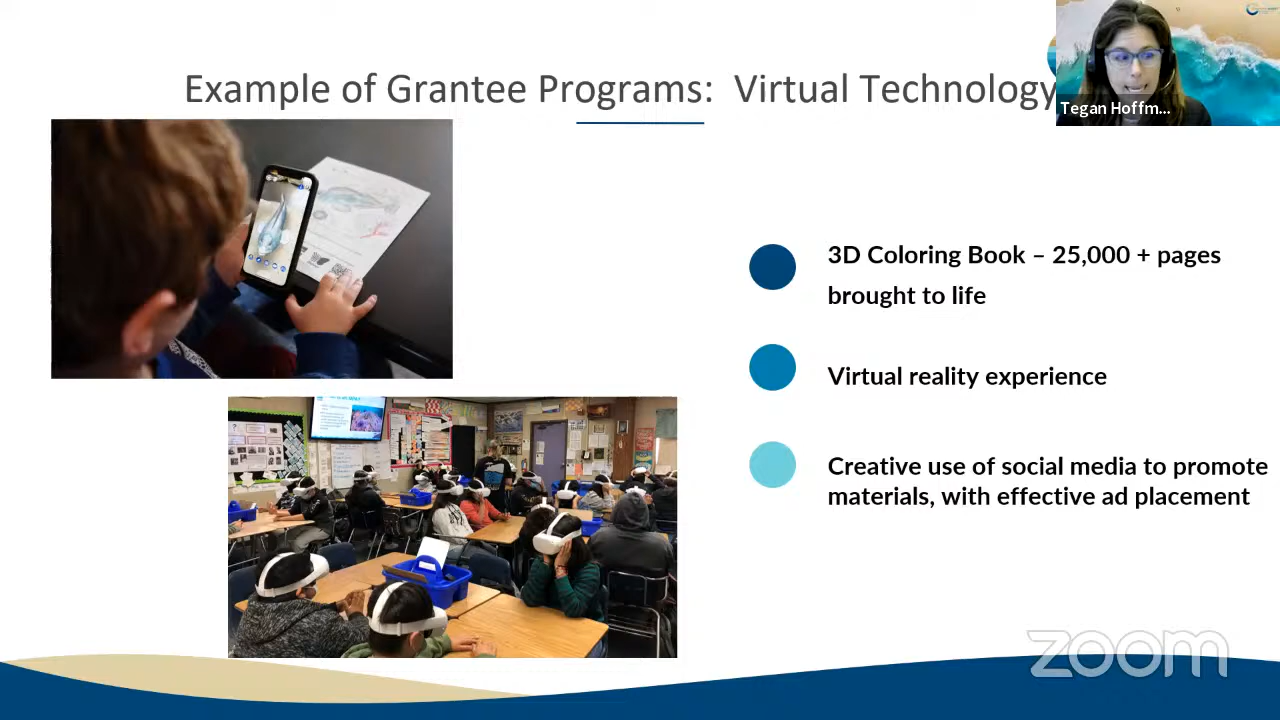 Example of Grantee Programs:  Virtual Technology
Tegan Hoffm...
3D Coloring Book – 25,000 + pages
brought to life
Virtual reality experience
Creative use of social media to promote
materials, with effective ad placement
zoom